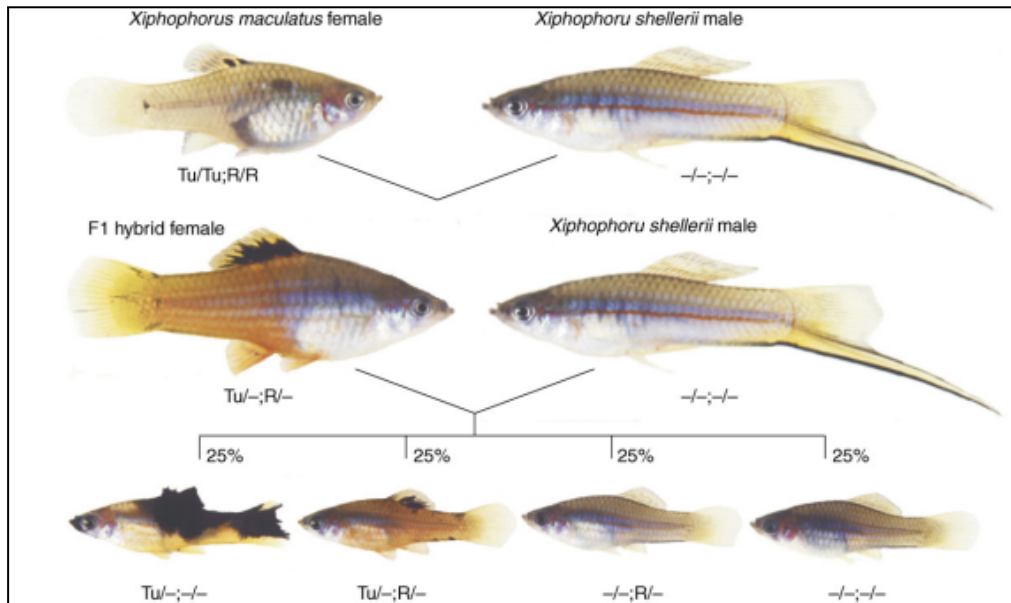 Xiphophorus maculatus female
Xiphophoru shellerii male
Tu/Tu;R/R
–/–;–/–
F1 hybrid female
Xiphophoru shellerii male
Tu/–;R/–
–/–;–/–
25%
25%
25%
25%
Tu/–;–/–
Tu/–;R/–
–/–;R/–
–/–;–/–